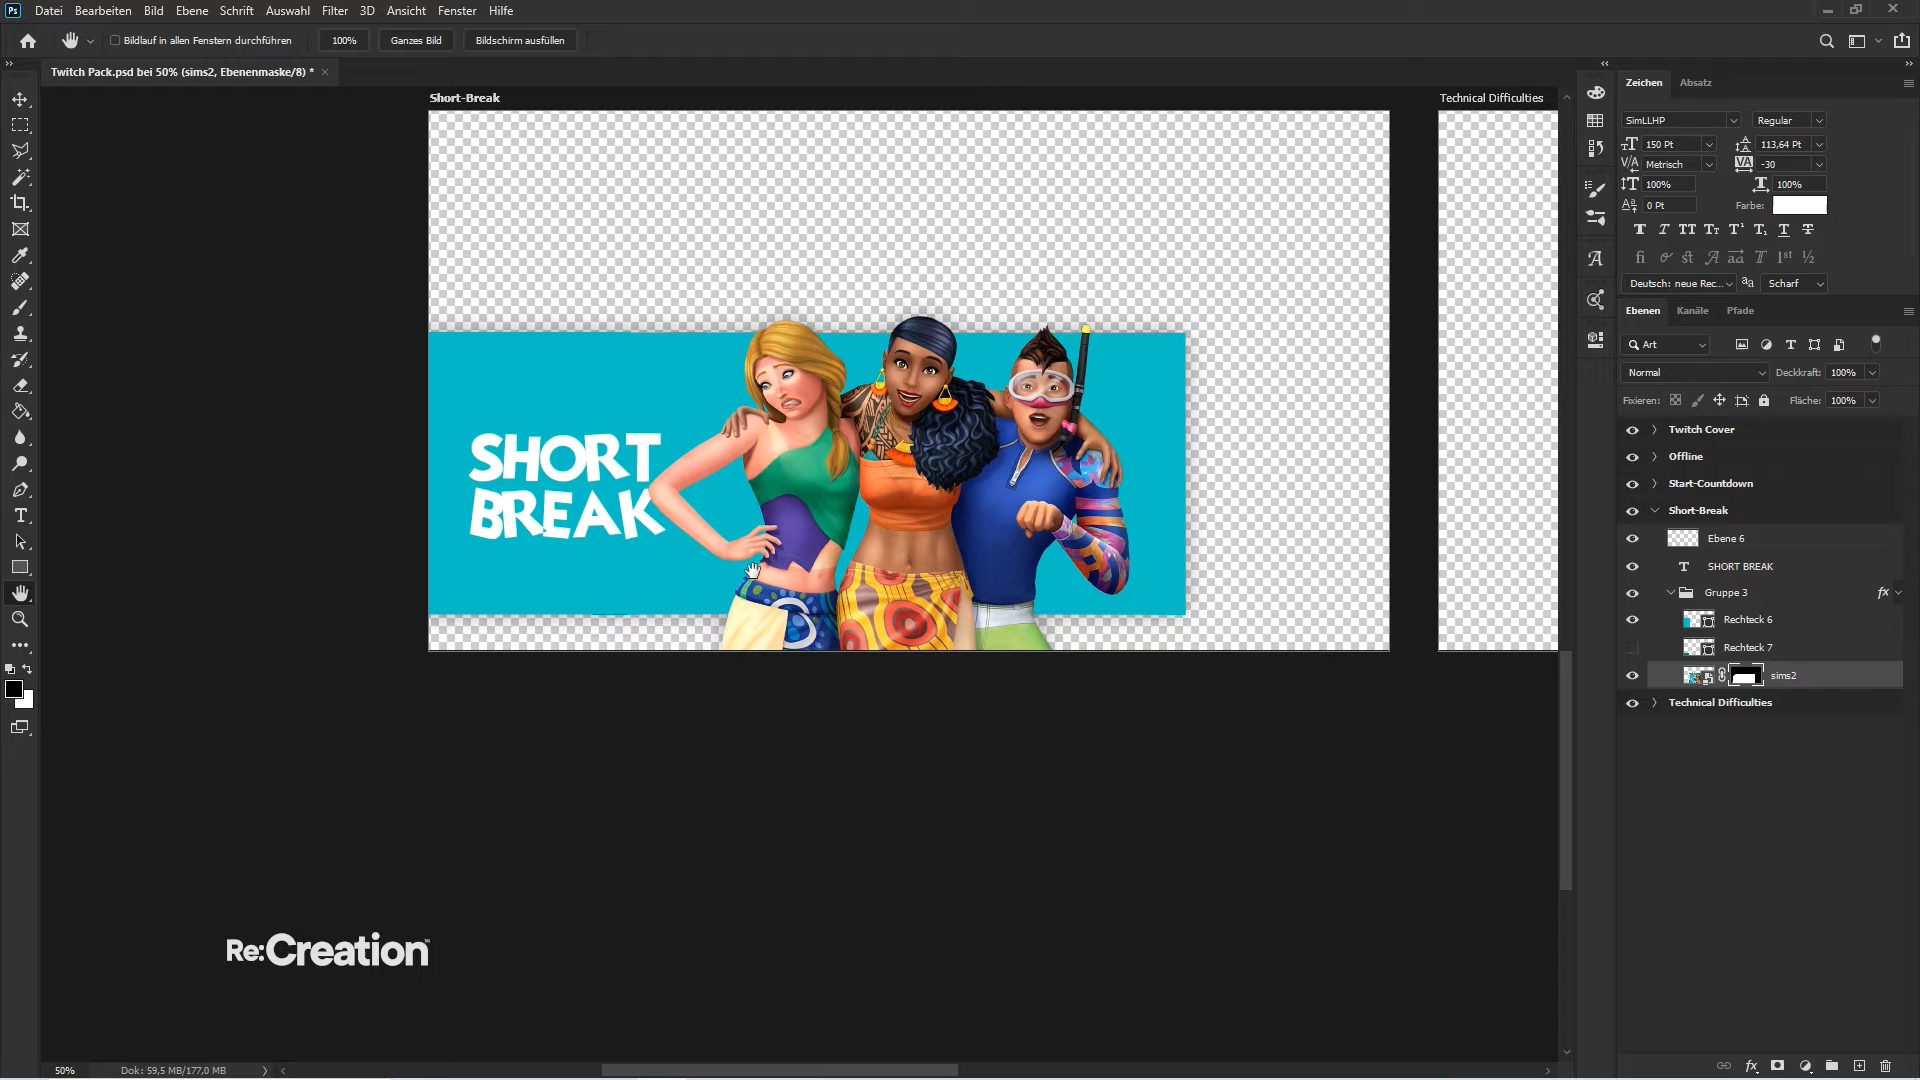 Ps Datei Bearbeiten Bild Ebene Schrift Auswahl Filter 3D Ansicht Fenster Hilfe
Bildlauf in allen Fenstern durchführen 100% Ganzes Bild Bildschirm ausfüllen
Twitch Pack.psd bei 50% (sims2, Ebenenmaske/8) *
Short-Break
Technical Difficulties
SHORT
BREAK
Re:Creation™
50% Dok: 59,5 MB/177,0 MB
Zeichen Absatz
SimLLHP Regular
150 Pt 113,64 Pt
Metrisch -30
100% 100%
0 Pt Farbe:
Deutsch: neue Rec... Scharf
Ebenen Kanäle Pfade
Art
Normal Deckkraft: 100%
Fixieren: Fläche: 100%
Twitch Cover
Offline
Start-Countdown
Short-Break
Ebene 6
SHORT BREAK
Gruppe 3 fx
Rechteck 6
Rechteck 7
sims2
Technical Difficulties
fx